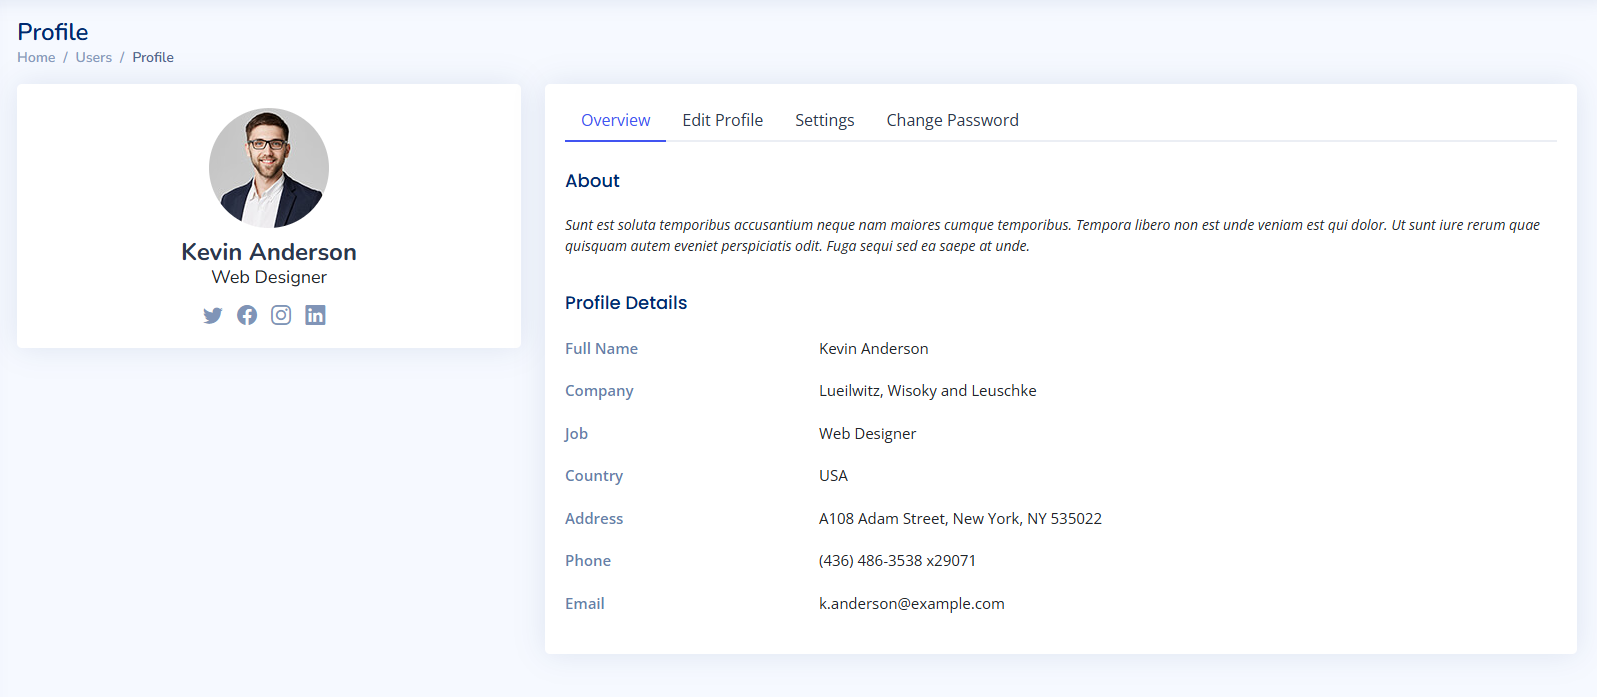 Profile
Home / Users / Profile
Kevin Anderson
Web Designer
Overview Edit Profile Settings Change Password
About
Sunt est soluta temporibus accusantium neque nam maiores cumque temporibus. Tempora libero non est unde veniam est qui dolor. Ut sunt iure rerum quae
quisquam autem eveniet perspiciatis odit. Fuga sequi sed ea saepe at unde.
Profile Details
Full Name Kevin Anderson
Company Lueilwitz, Wisoky and Leuschke
Job Web Designer
Country USA
Address A108 Adam Street, New York, NY 535022
Phone (436) 486-3538 x29071
Email k.anderson@example.com